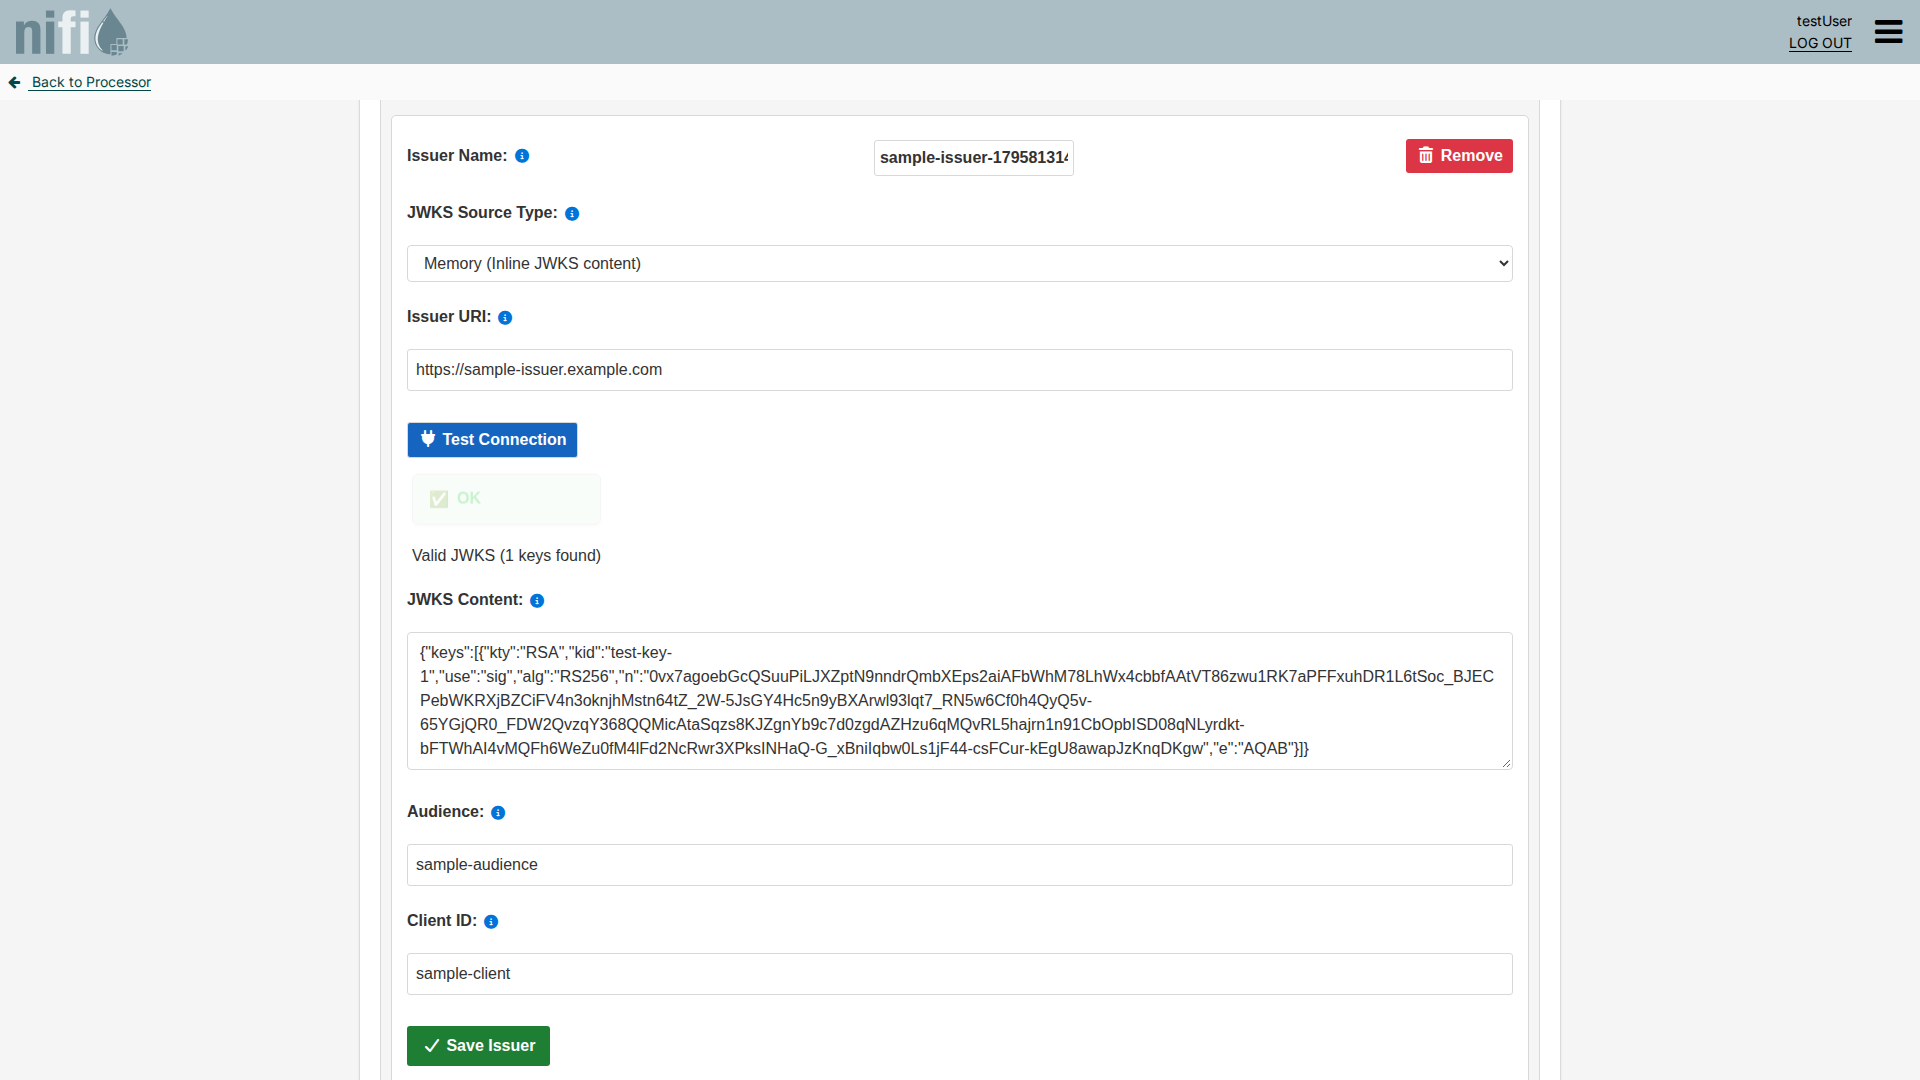 nifi
testUser
LOG OUT
Back to Processor
Issuer Name:
sample-issuer-179581314
Remove
JWKS Source Type:
Memory (Inline JWKS content)
Issuer URI:
https://sample-issuer.example.com
Test Connection
✅ OK
Valid JWKS (1 keys found)
JWKS Content:
{"keys":[{"kty":"RSA","kid":"test-key-
1","use":"sig","alg":"RS256","n":"0vx7agoebGcQSuuPiLJXZptN9nndrQmbXEps2aiAFbWhM78LhWx4cbbfAAtVT86zwu1RK7aPFFxuhDR1L6tSoc_BJEC
PebWKRXjBZCiFV4n3oknjhMstn64tZ_2W-5JsGY4Hc5n9yBXArwl93lqt7_RN5w6Cf0h4QyQ5v-
65YGjQR0_FDW2QvzqY368QQMicAtaSqzs8KJZgnYb9c7d0zgdAZHzu6qMQvRL5hajrn1n91CbOpbISD08qNLyrdkt-
bFTWhAI4vMQFh6WeZu0fM4lFd2NcRwr3XPksINHaQ-G_xBniIqbw0Ls1jF44-csFCur-kEgU8awapJzKnqDKgw","e":"AQAB"}]}
Audience:
sample-audience
Client ID:
sample-client
Save Issuer